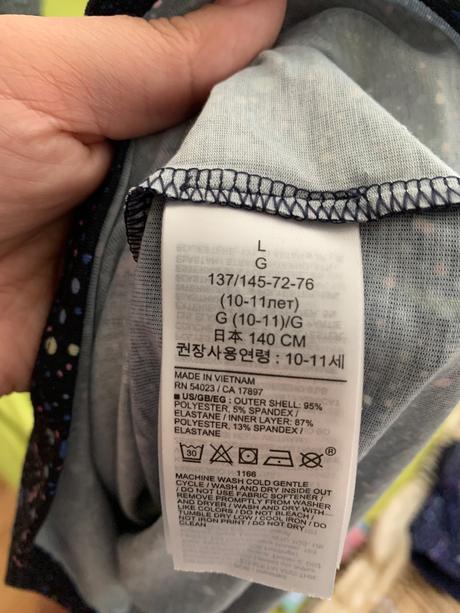 L
G
137/145-72-76
(10-11лет)
G (10-11)/G
日本 140 CM
권장사용연령 : 10-11세
MADE IN VIETNAM
RN 54023 / CA 17897
■ US/GB/EG : OUTER SHELL: 95%
POLYESTER, 5% SPANDEX /
ELASTANE / INNER LAYER: 87%
POLYESTER, 13% SPANDEX /
ELASTANE
30
1166
MACHINE WASH COLD GENTLE
CYCLE / WASH AND DRY INSIDE OUT
/ DO NOT USE FABRIC SOFTENER /
REMOVE PROMPTLY FROM WASHER
AND DRYER / WASH AND DRY WITH
LIKE COLORS / DO NOT BLEACH /
TUMBLE DRY LOW / COOL IRON / DO
NOT IRON PRINT / DO NOT DRY
CLEAN